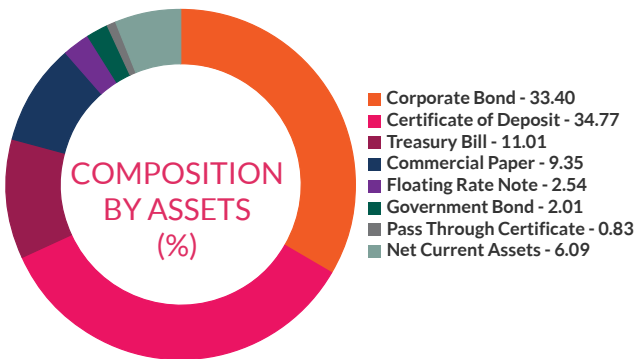 COMPOSITION
BY ASSETS
(%)
Corporate Bond - 33.40
Certificate of Deposit - 34.77
Treasury Bill - 11.01
Commercial Paper - 9.35
Floating Rate Note - 2.54
Government Bond - 2.01
Pass Through Certificate - 0.83
Net Current Assets - 6.09